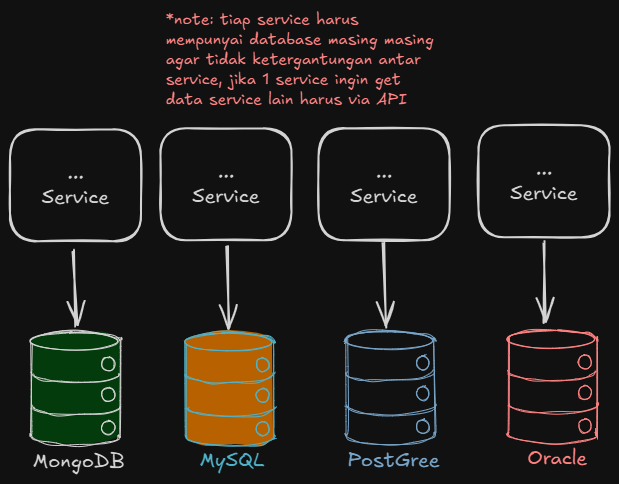 *note: tiap service harus
mempunyai database masing masing
agar tidak ketergantungan antar
service, jika 1 service ingin get
data service lain harus via API
...
Service
...
Service
...
Service
...
Service
MongoDB
MySQL
PostGree
Oracle